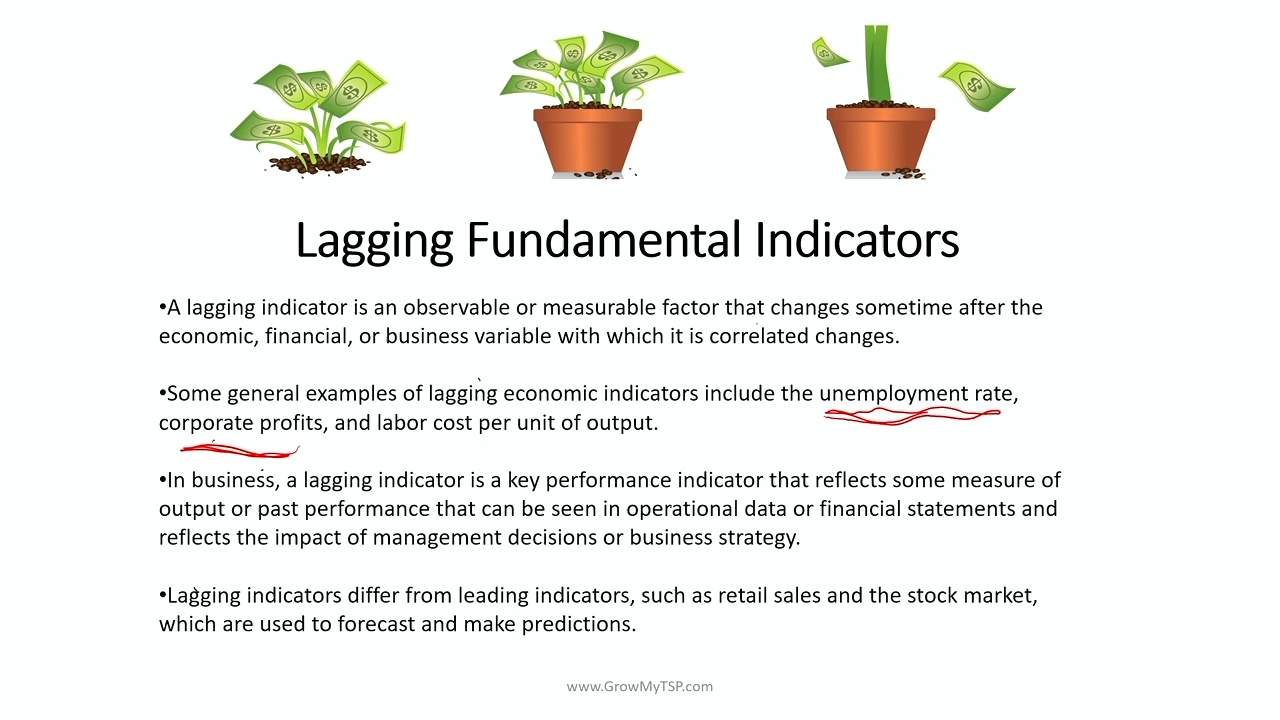 Lagging Fundamental Indicators
•A lagging indicator is an observable or measurable factor that changes sometime after the
economic, financial, or business variable with which it is correlated changes.
•Some general examples of lagging economic indicators include the unemployment rate,
corporate profits, and labor cost per unit of output.
•In business, a lagging indicator is a key performance indicator that reflects some measure of
output or past performance that can be seen in operational data or financial statements and
reflects the impact of management decisions or business strategy.
•Lagging indicators differ from leading indicators, such as retail sales and the stock market,
which are used to forecast and make predictions.
www.GrowMyTSP.com